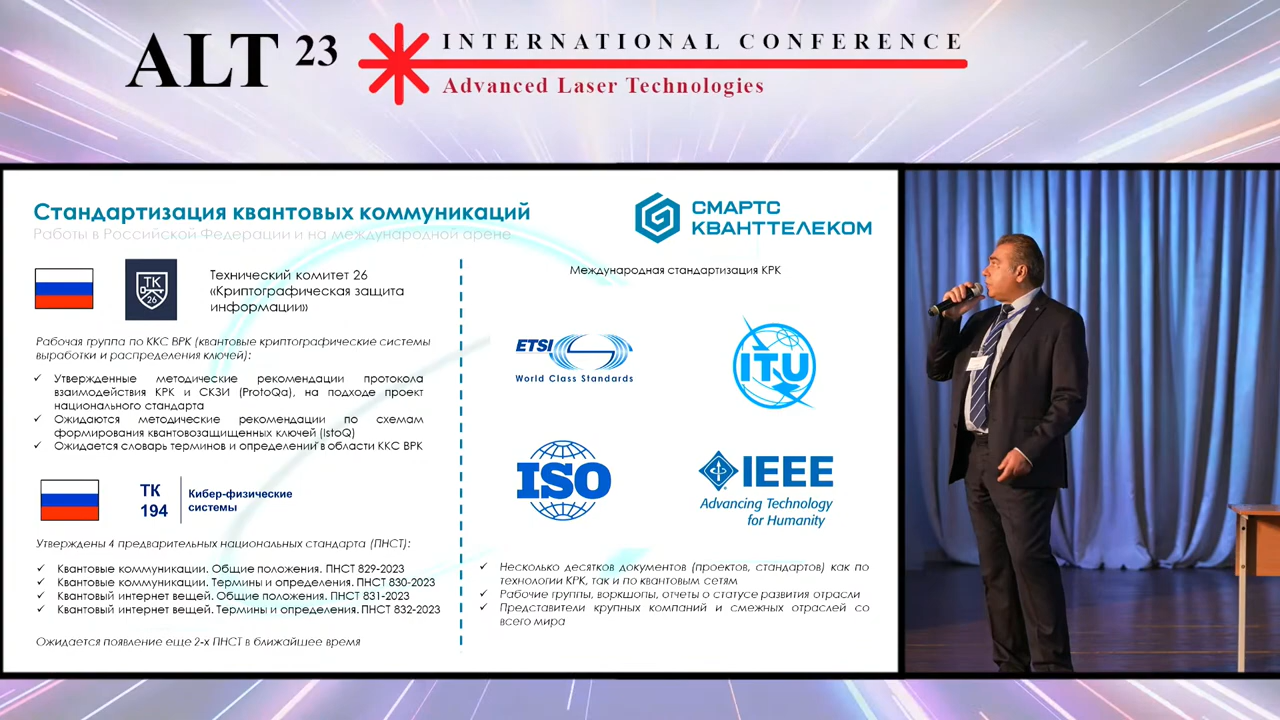 ALT 23
INTERNATIONAL CONFERENCE
Advanced Laser Technologies
Стандартизация квантовых коммуникаций
Работы в Российской Федерации и на международной арене
СМАРТС
КВАНТТЕЛЕКОМ
ТК
26
Технический комитет 26
«Криптографическая защита
информации»
Рабочая группа по ККС ВРК (квантовые криптографические системы
выработки и распределения ключей):
✓ Утвержденные методические рекомендации протокола
взаимодействия КРК и СКЗИ (ProtoQa), на подходе проект
национального стандарта
✓ Ожидаются методические рекомендации по схемам
формирования квантовозащищенных ключей (IstoQ)
✓ Ожидается словарь терминов и определений в области ККС ВРК
ТК
194
Кибер-физические
системы
Утверждены 4 предварительных национальных стандарта (ПНСТ):
✓ Квантовые коммуникации. Общие положения. ПНСТ 829-2023
✓ Квантовые коммуникации. Термины и определения. ПНСТ 830-2023
✓ Квантовый интернет вещей. Общие положения. ПНСТ 831-2023
✓ Квантовый интернет вещей. Термины и определения. ПНСТ 832-2023
Ожидается появление еще 2-х ПНСТ в ближайшее время
Международная стандартизация КРК
ETSI
World Class Standards
ITU
ISO
IEEE
Advancing Technology
for Humanity
✓ Несколько десятков документов (проектов, стандартов) как по
технологии КРК, так и по квантовым сетям
✓ Рабочие группы, воркшопы, отчеты о статусе развития отрасли
✓ Представители крупных компаний и смежных отраслей со
всего мира